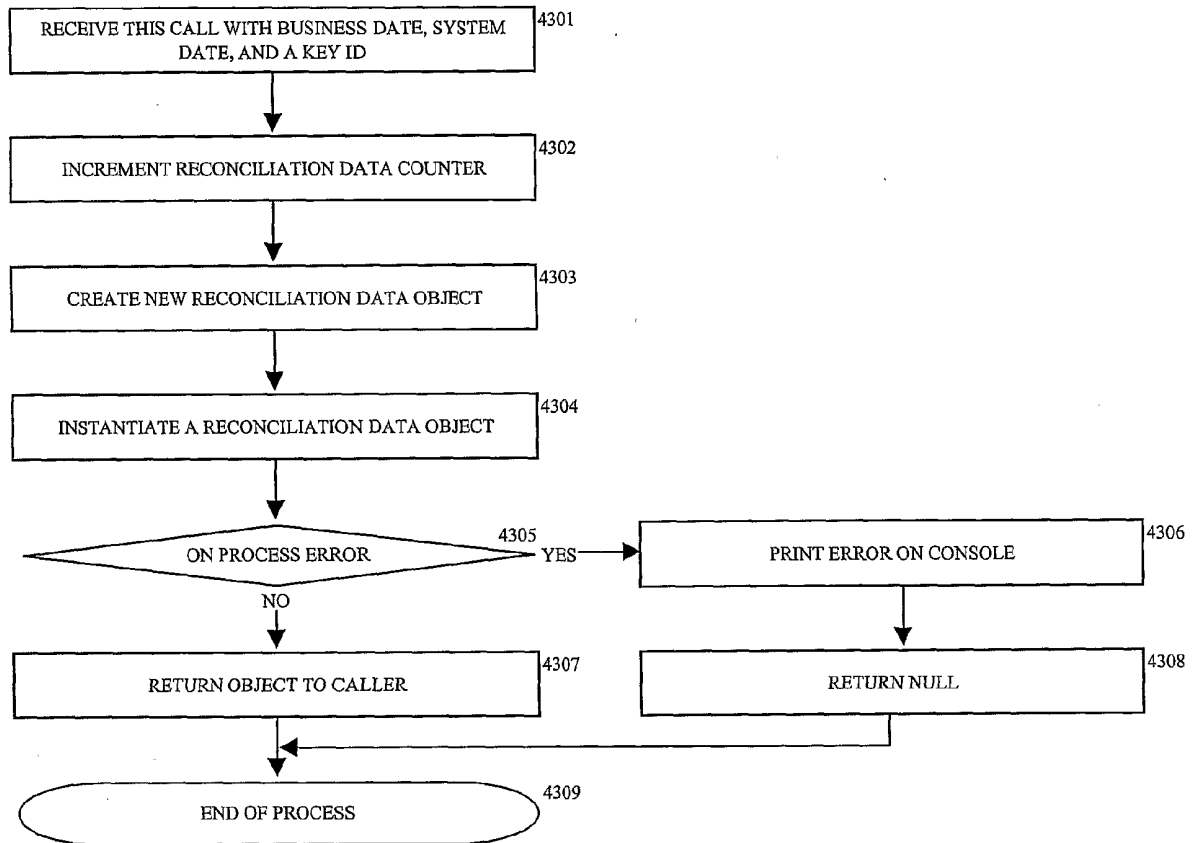 4301
RECEIVE THIS CALL WITH BUSINESS DATE, SYSTEM
DATE, AND A KEY ID
4302
INCREMENT RECONCILIATION DATA COUNTER
4303
CREATE NEW RECONCILIATION DATA OBJECT
4304
INSTANTIATE A RECONCILIATION DATA OBJECT
4305
ON PROCESS ERROR
YES
4306
PRINT ERROR ON CONSOLE
NO
4307
RETURN OBJECT TO CALLER
4308
RETURN NULL
4309
END OF PROCESS